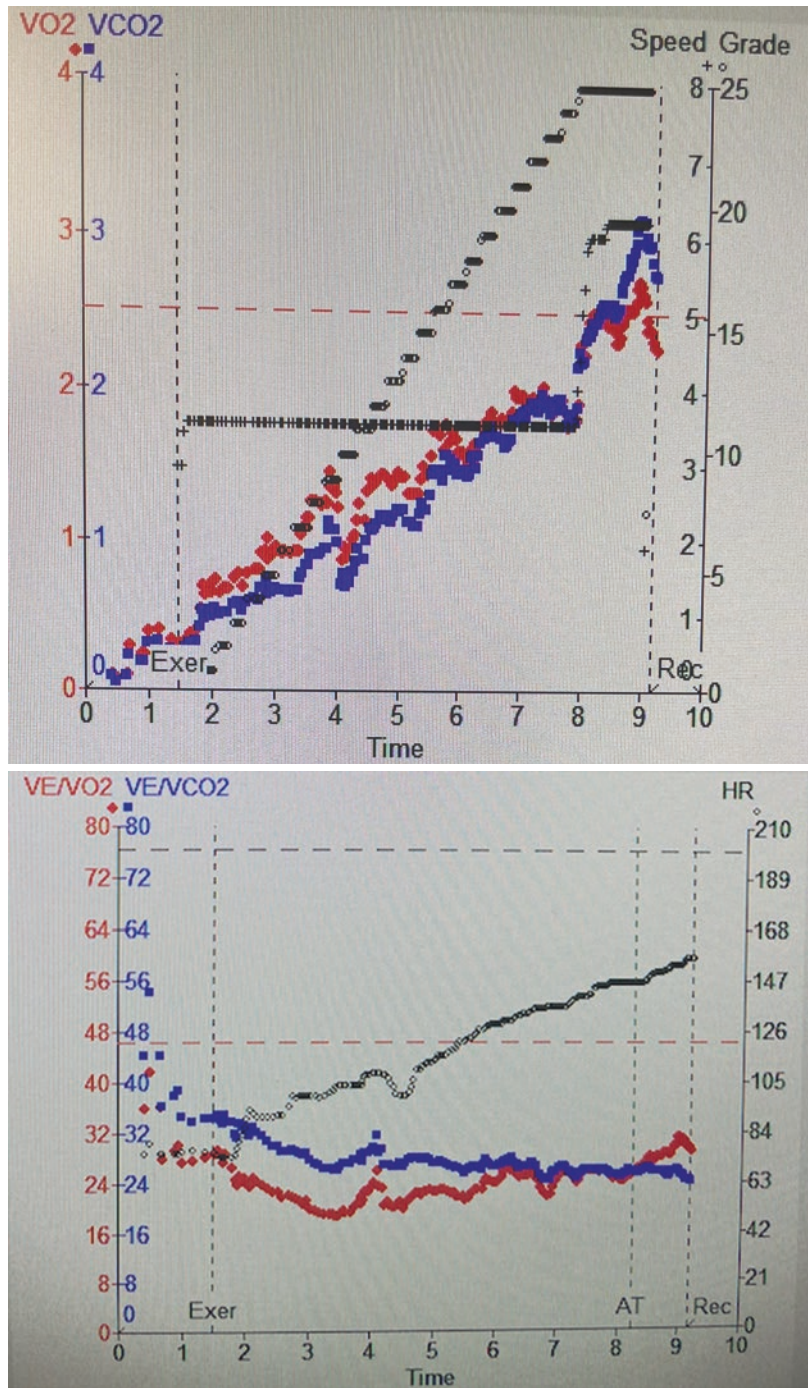 VO2 VCO2
Speed Grade
4 4
8 25
7
3 3
20
6
5
15
2 2
4
10
3
1 1
2
5
1
0 Exer Rec 0
0
0
0 1 2 3 4 5 6 7 8 9 10
Time
VE/VO2 VE/VCO2
HR
80 80 210
72 72 189
64 64 168
56 56 147
48 48 126
40 40 105
32 32 84
24 24 63
16 16 42
8 8 21
0 Exer AT Rec
0 0
0 1 2 3 4 5 6 7 8 9 10
Time